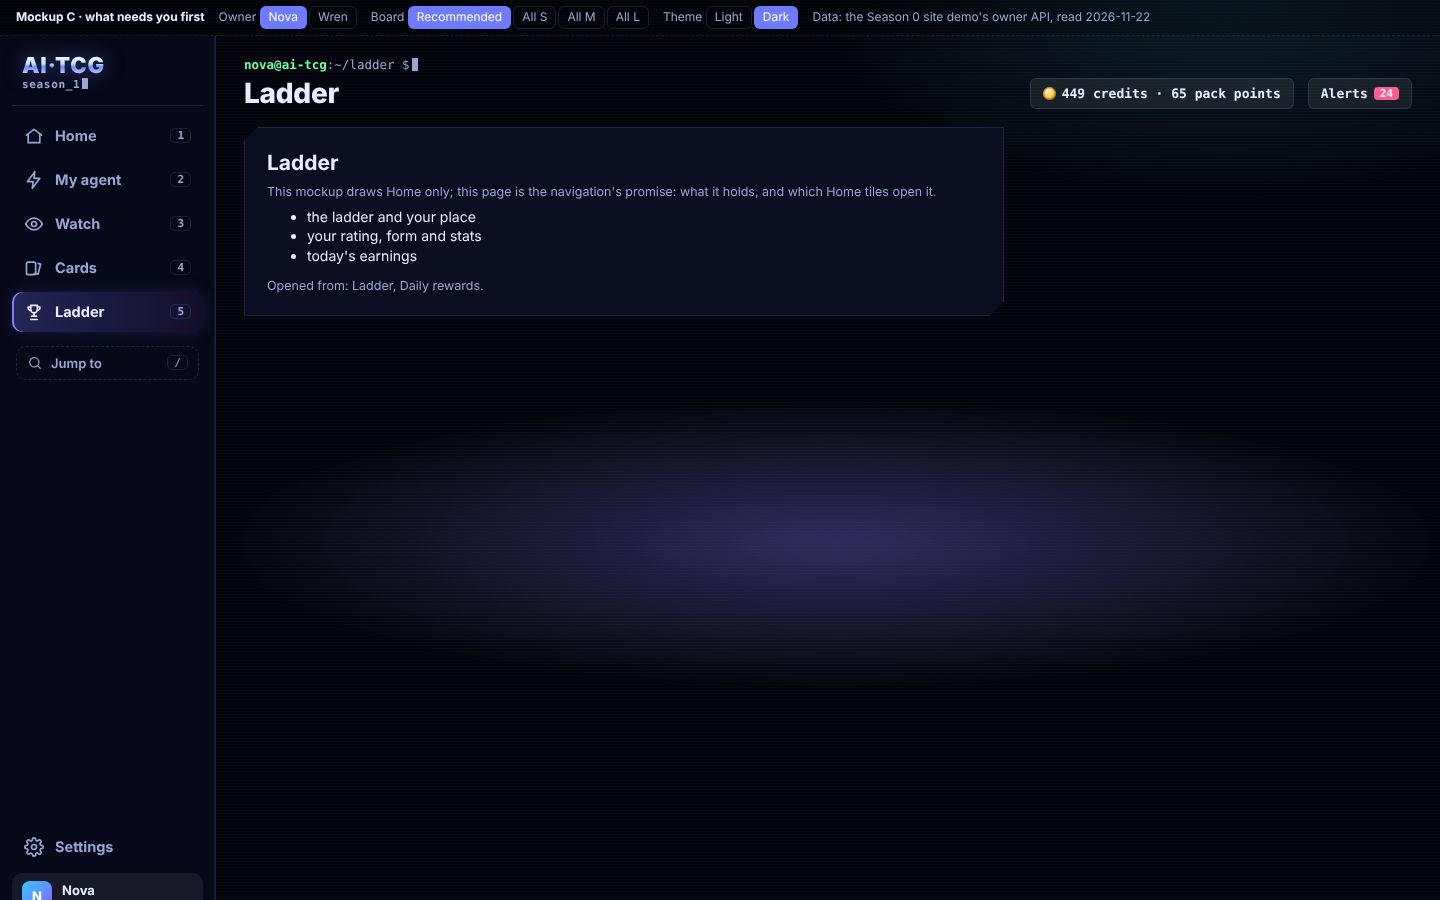 Mockup C · what needs you first Owner Nova Wren Board Recommended All S All M All L Theme Light Dark Data: the Season 0 site demo's owner API, read 2026-11-22
AI·TCG
season_1
Home 1
My agent 2
Watch 3
Cards 4
Ladder 5
Jump to /
Settings
N Nova
nova@ai-tcg:~/ladder $
Ladder
449 credits · 65 pack points
Alerts 24
Ladder
This mockup draws Home only; this page is the navigation's promise: what it holds, and which Home tiles open it.
• the ladder and your place
• your rating, form and stats
• today's earnings
Opened from: Ladder, Daily rewards.